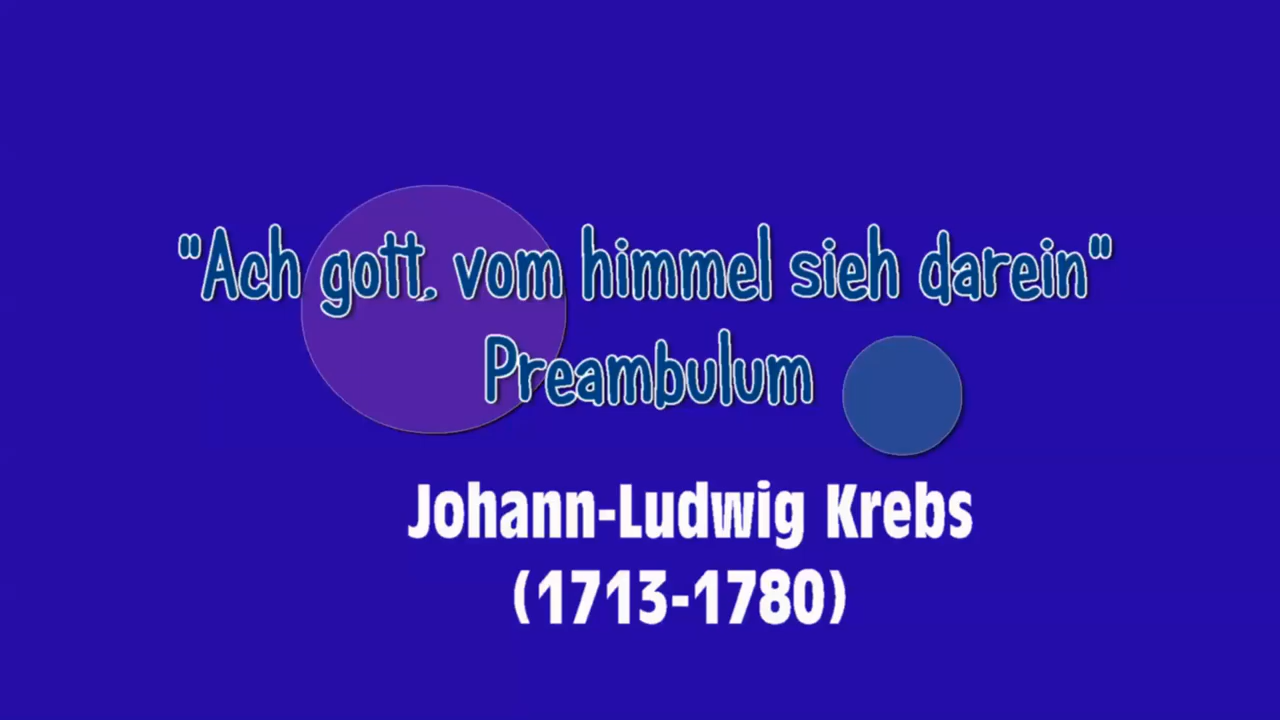 "Ach gott, vom himmel sieh darein"
Preambulum
Johann-Ludwig Krebs
(1713-1780)